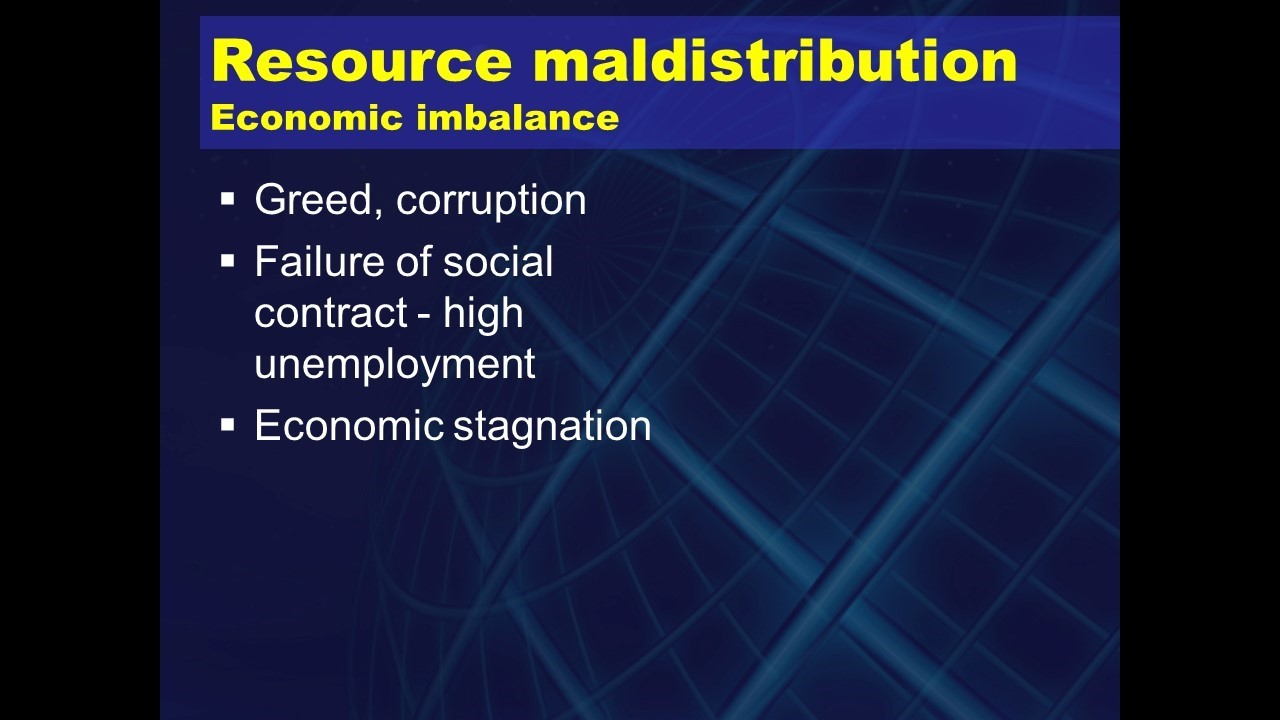 Resource maldistribution
Economic imbalance
▪ Greed, corruption
▪ Failure of social
contract - high
unemployment
▪ Economic stagnation